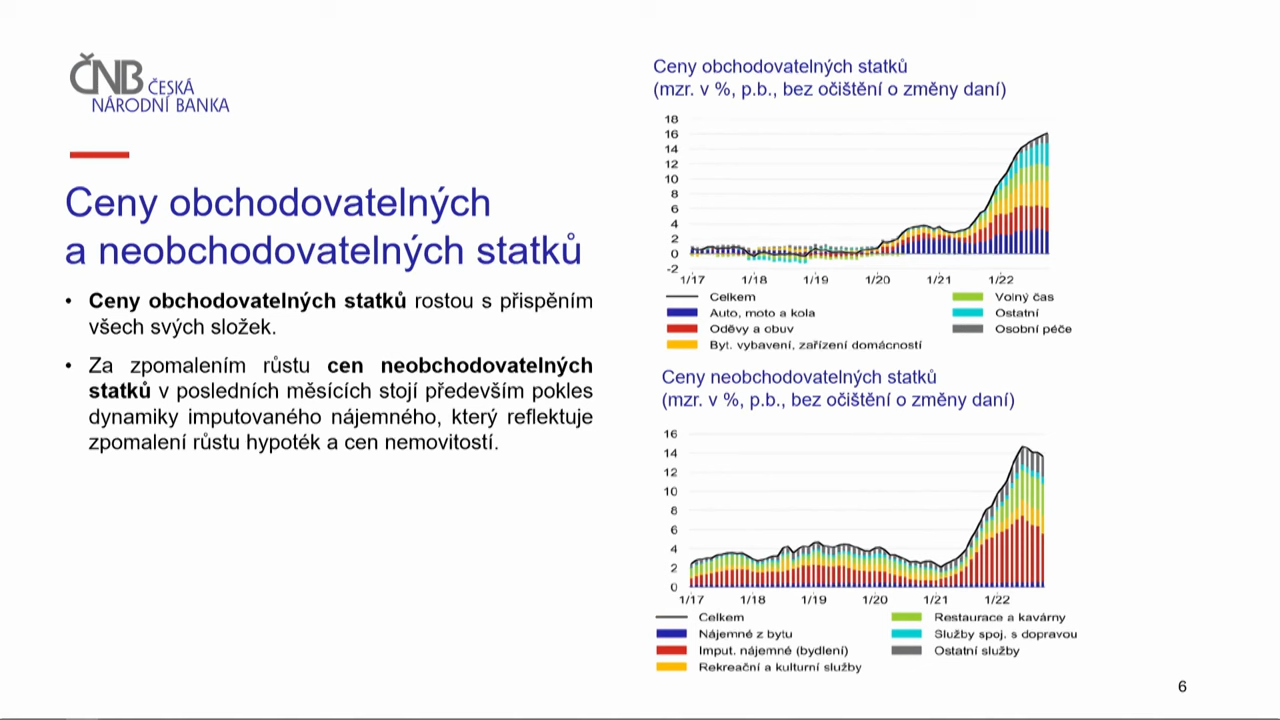 ČNB ČESKÁ
NÁRODNÍ BANKA
Ceny obchodovatelných
a neobchodovatelných statků
• Ceny obchodovatelných statků rostou s přispěním
všech svých složek.
• Za zpomalením růstu cen neobchodovatelných
statků v posledních měsících stojí především pokles
dynamiky imputovaného nájemného, který reflektuje
zpomalení růstu hypoték a cen nemovitostí.
Ceny obchodovatelných statků
(mzr. v %, p.b., bez očištění o změny daní)
18
16
14
12
10
8
6
4
2
0
-2
1/17 1/18 1/19 1/20 1/21 1/22
Celkem
Auto, moto a kola
Oděvy a obuv
Byt. vybavení, zařízení domácností
Volný čas
Ostatní
Osobní péče
Ceny neobchodovatelných statků
(mzr. v %, p.b., bez očištění o změny daní)
16
14
12
10
8
6
4
2
0
1/17 1/18 1/19 1/20 1/21 1/22
Celkem
Nájemné z bytu
Imput. nájemné (bydlení)
Rekreační a kulturní služby
Restaurace a kavárny
Služby spoj. s dopravou
Ostatní služby
6